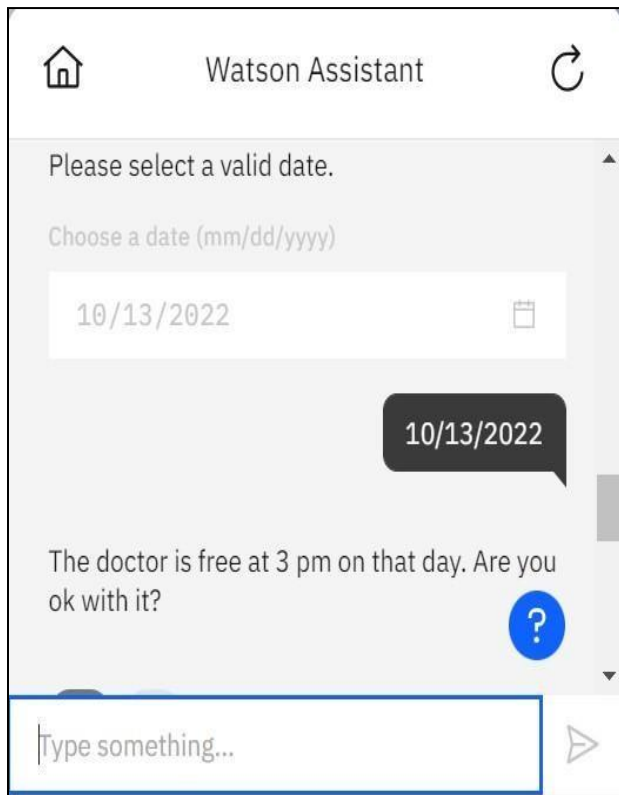 Watson Assistant
Please select a valid date.
Choose a date (mm/dd/yyyy)
10/13/2022
10/13/2022
The doctor is free at 3 pm on that day. Are you
ok with it?
?
Type something...